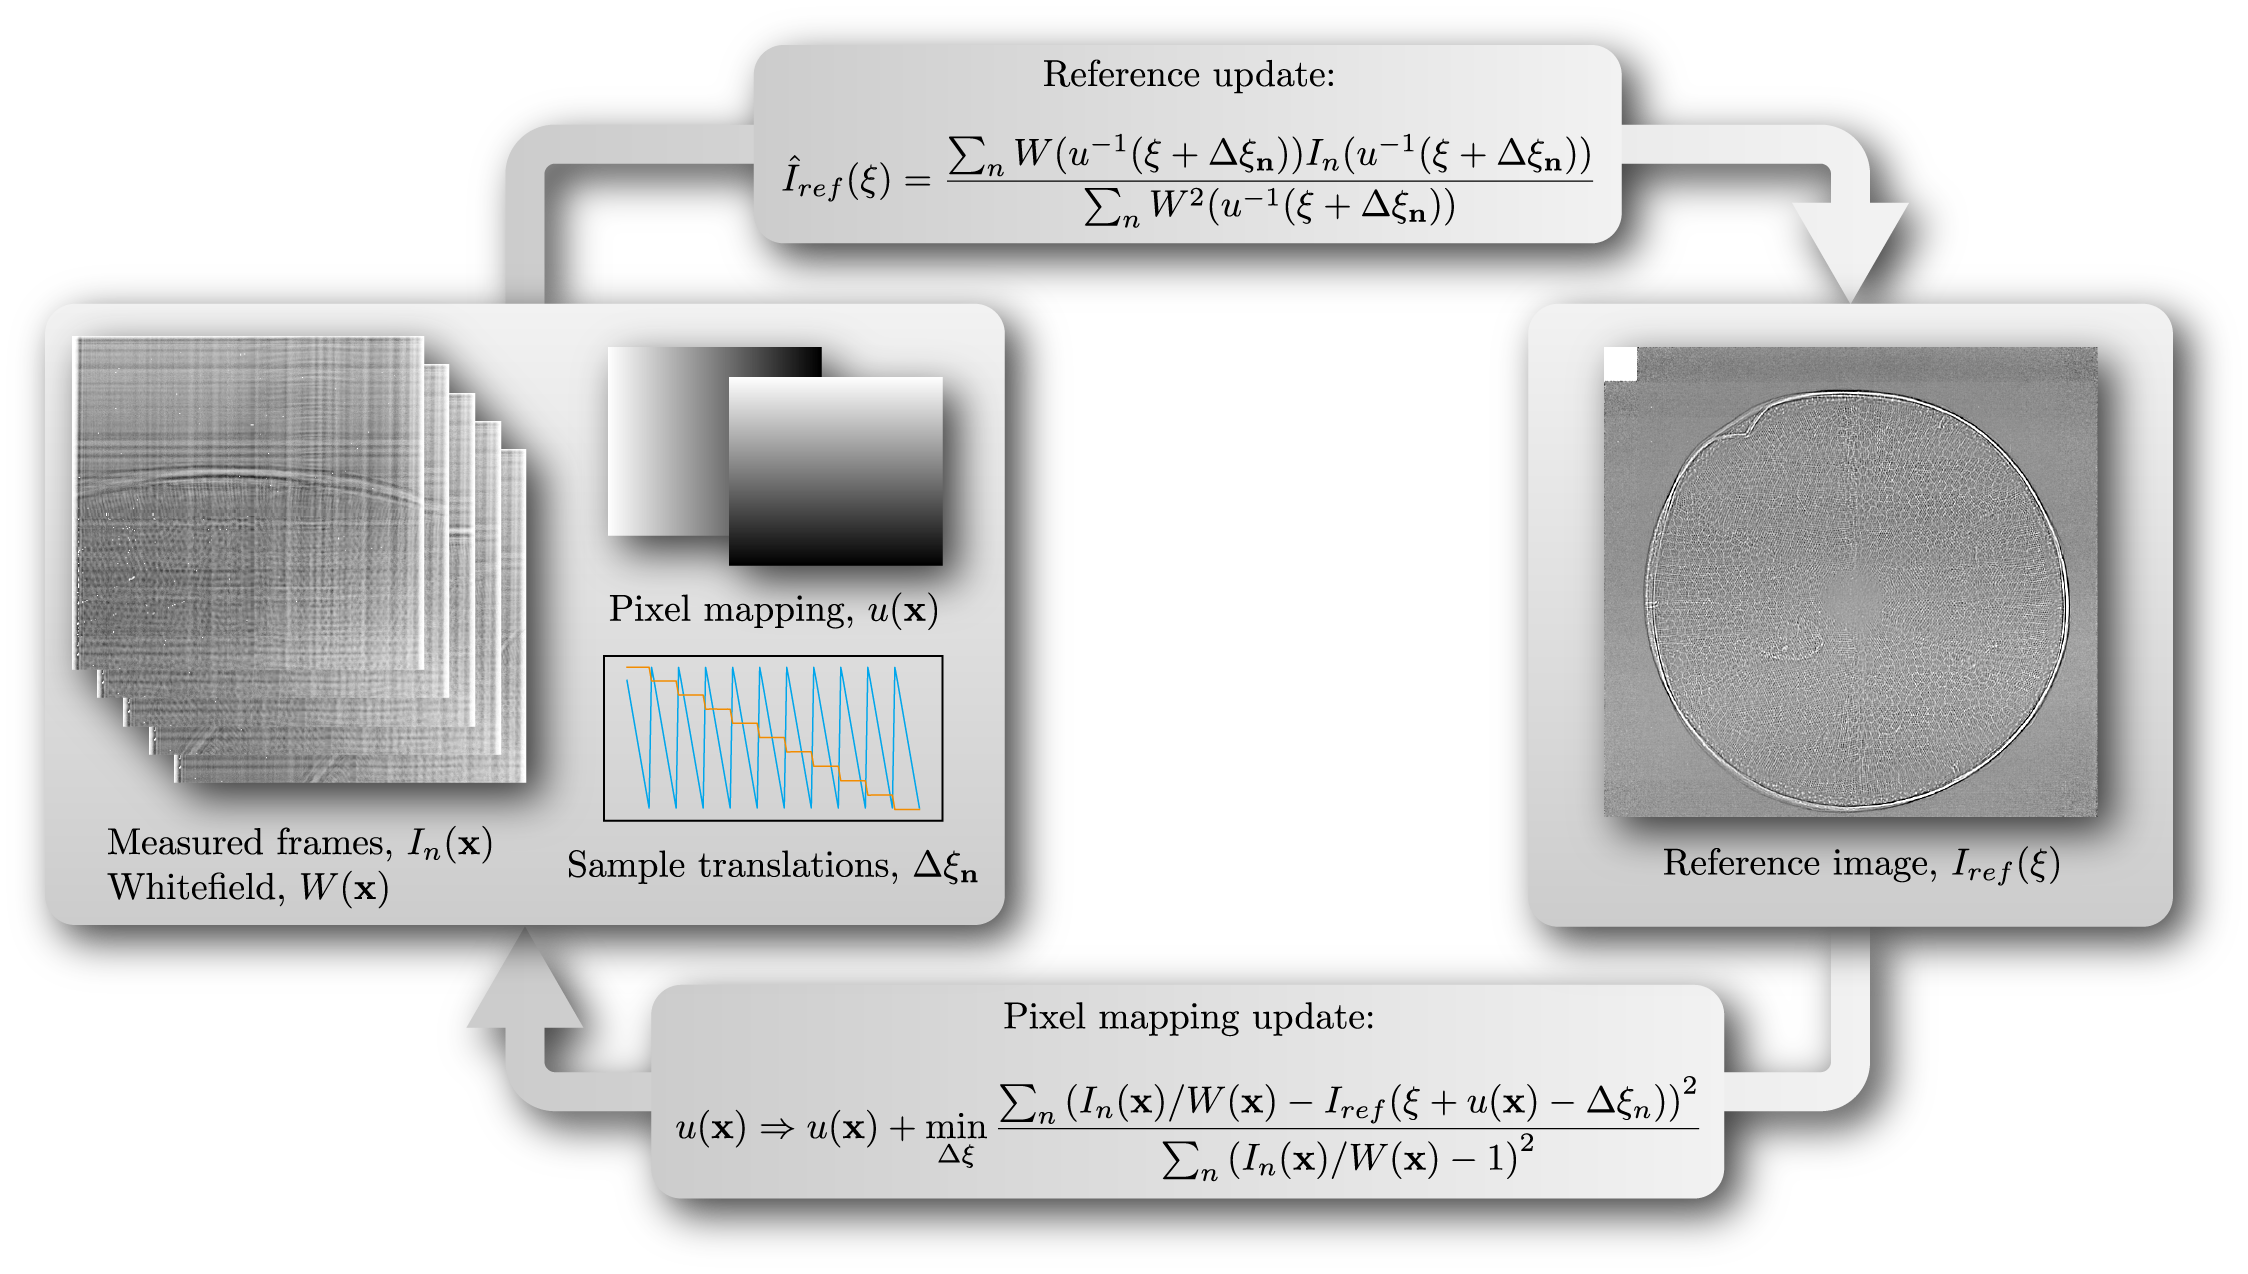 Reference update:
$\hat{I}_{ref}(\xi) = \frac{\sum_n W(u^{-1}(\xi + \Delta\xi_{\mathbf{n}})) I_n(u^{-1}(\xi + \Delta\xi_{\mathbf{n}}))}{\sum_n W^2(u^{-1}(\xi + \Delta\xi_{\mathbf{n}}))}$
Pixel mapping, $u(\mathbf{x})$
Measured frames, $I_n(\mathbf{x})$
Whitefield, $W(\mathbf{x})$
Sample translations, $\Delta\xi_{\mathbf{n}}$
Reference image, $I_{ref}(\xi)$
Pixel mapping update:
$u(\mathbf{x}) \Rightarrow u(\mathbf{x}) + \min_{\Delta\xi} \frac{\sum_n (I_n(\mathbf{x})/W(\mathbf{x}) - I_{ref}(\xi + u(\mathbf{x}) - \Delta\xi_n))^2}{\sum_n (I_n(\mathbf{x})/W(\mathbf{x}) - 1)^2}$